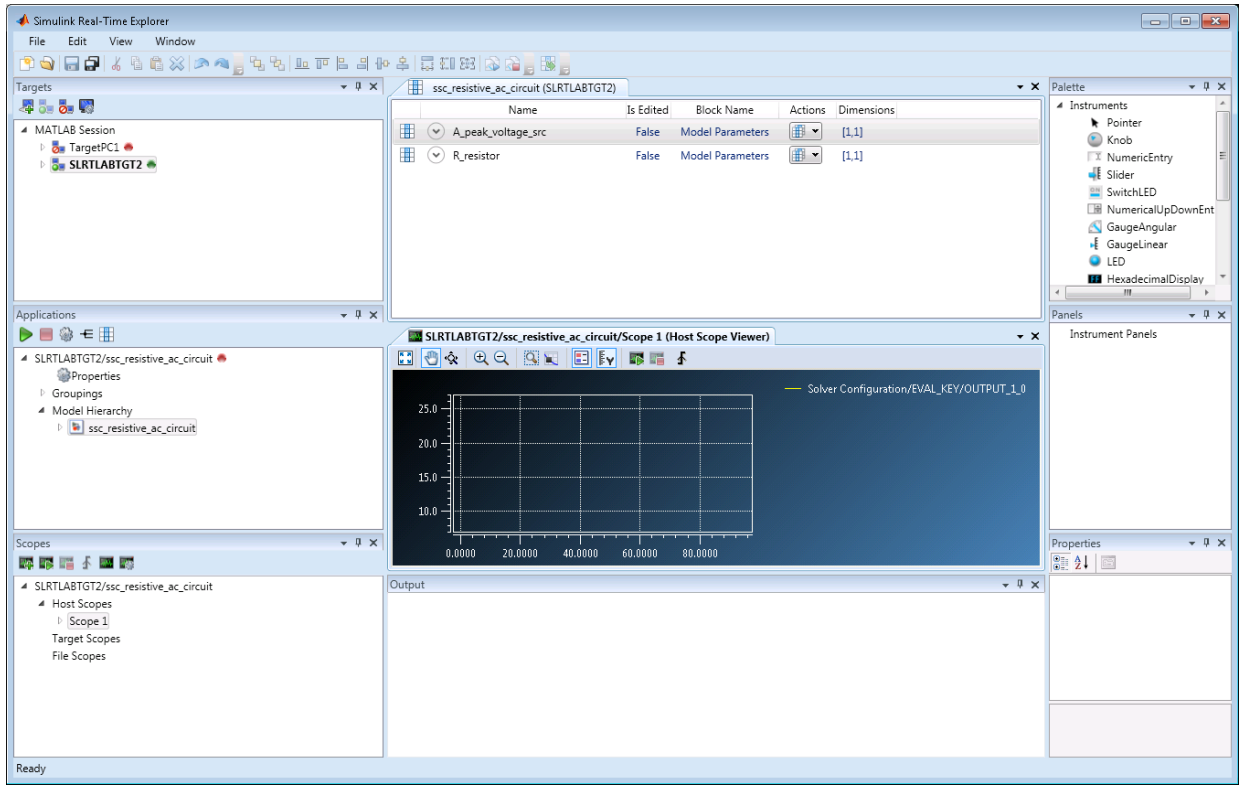 Simulink Real-Time Explorer
File Edit View Window
Targets
MATLAB Session
TargetPC1
SLRTLABTGT2
ssc_resistive_ac_circuit (SLRTLABTGT2)
Name Is Edited Block Name Actions Dimensions
A_peak_voltage_src False Model Parameters [1,1]
R_resistor False Model Parameters [1,1]
Palette
Instruments
Pointer
Knob
NumericEntry
Slider
SwitchLED
NumericalUpDownEnt
GaugeAngular
GaugeLinear
LED
HexadecimalDisplay
Applications
SLRTLABTGT2/ssc_resistive_ac_circuit
Properties
Groupings
Model Hierarchy
ssc_resistive_ac_circuit
SLRTLABTGT2/ssc_resistive_ac_circuit/Scope 1 (Host Scope Viewer)
Solver Configuration/EVAL_KEY/OUTPUT_1_0
25.0
20.0
15.0
10.0
0.0000 20.0000 40.0000 60.0000 80.0000
Panels
Instrument Panels
Scopes
SLRTLABTGT2/ssc_resistive_ac_circuit
Host Scopes
Scope 1
Target Scopes
File Scopes
Output
Properties
Ready